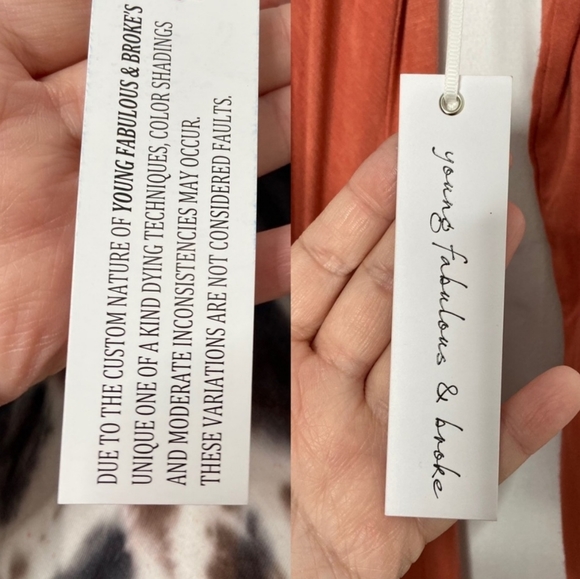 DUE TO THE CUSTOM NATURE OF YOUNG FABULOUS & BROKE'S
UNIQUE ONE OF A KIND DYING TECHNIQUES, COLOR SHADINGS
AND MODERATE INCONSISTENCIES MAY OCCUR.
THESE VARIATIONS ARE NOT CONSIDERED FAULTS.
young fabulous & broke